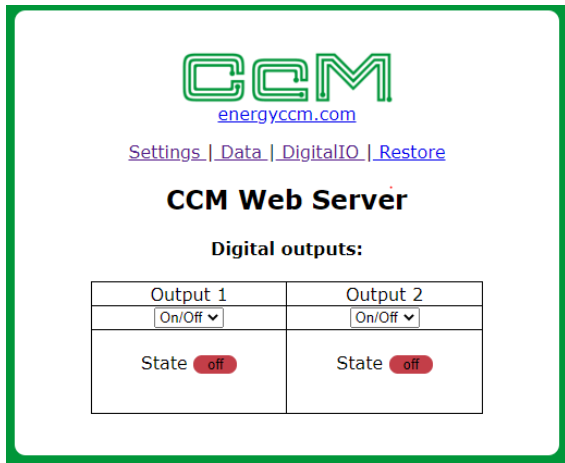 CcM
energyccm.com
Settings | Data | DigitalIO | Restore
CCM Web Server
Digital outputs:
Output 1 Output 2
On/Off On/Off
State off State off